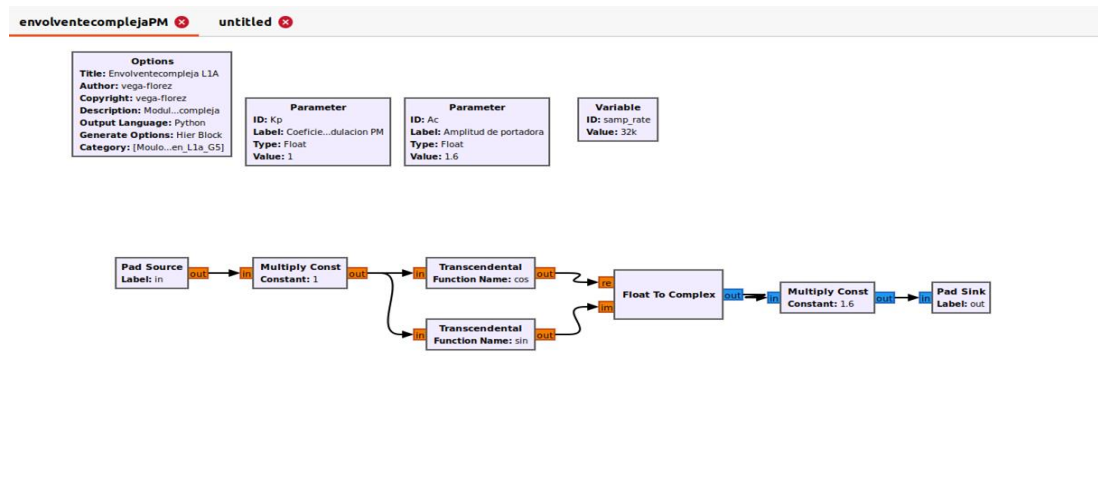 envolventecomplejaPM
untitled
Options
Title: Envolventecompleja L1A
Author: vega-florez
Copyright: vega-florez
Description: Modul...compleja
Output Language: Python
Generate Options: Hier Block
Category: [Moulo...en_L1a_G5]
Parameter
ID: Kp
Label: Coeficie...dulacion PM
Type: Float
Value: 1
Parameter
ID: Ac
Label: Amplitud de portadora
Type: Float
Value: 1.6
Variable
ID: samp_rate
Value: 32k
Pad Source
Label: in
out
in
Multiply Const
Constant: 1
out
in
Transcendental
Function Name: cos
out
in
Transcendental
Function Name: sin
out
re
im
Float To Complex
out
in
Multiply Const
Constant: 1.6
out
in
Pad Sink
Label: out